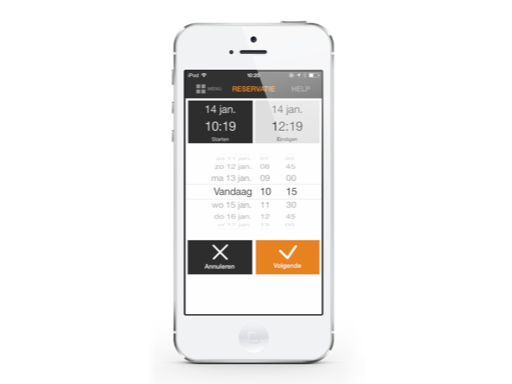 iPod 10:20
MENU RESERVATIE HELP
14 jan. 14 jan.
10:19 12:19
Starten Eindigen
zo 12 jan. 08 45
ma 13 jan. 09 00
Vandaag 10 15
wo 15 jan. 11 30
do 16 jan. 12 45
Annuleren Volgende